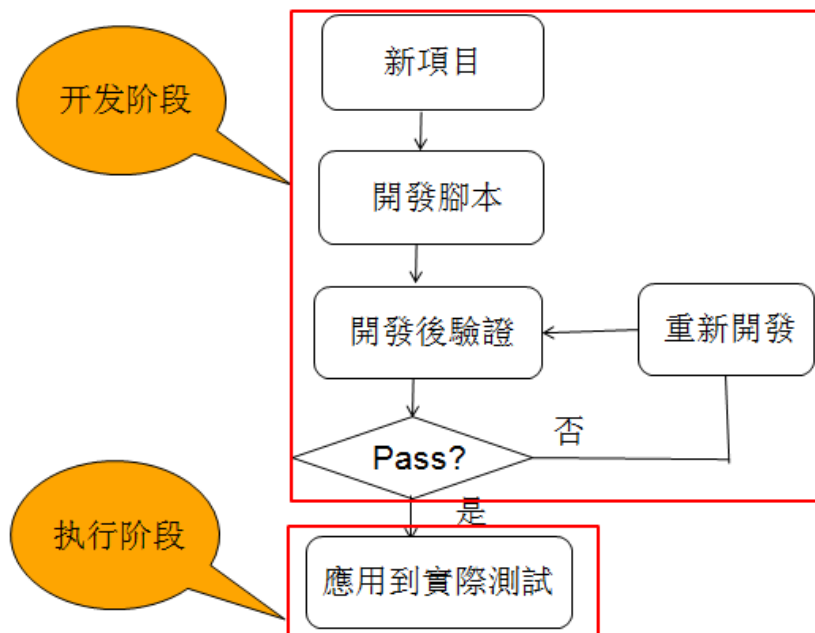 新項目
开发阶段
開發腳本
開發後驗證
重新開發
Pass?
否
是
执行阶段
應用到實際測試